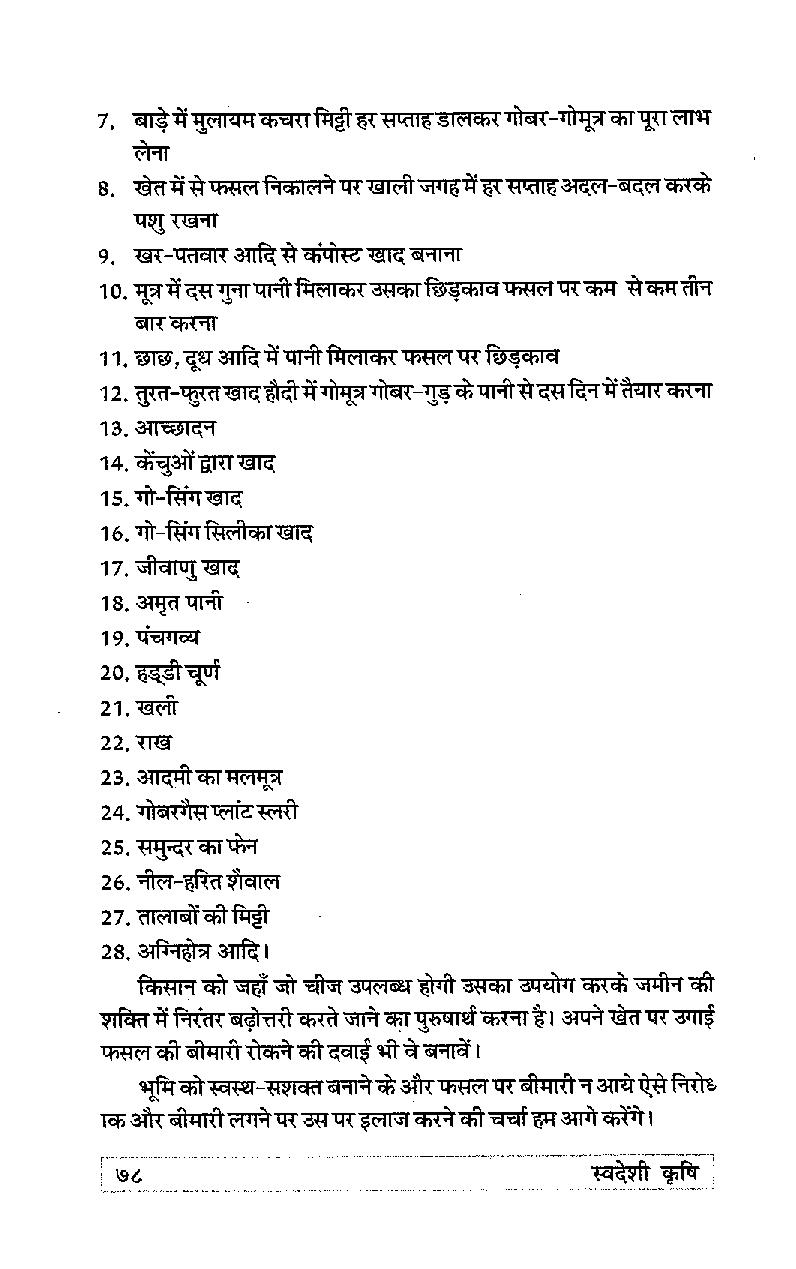 7. बाड़े में मुलायम कचरा मिट्टी हर सप्ताह डालकर गोबर-गोमूत्र का पूरा लाभ
लेना
8. खेत में से फसल निकालने पर खाली जगह में हर सप्ताह अदल-बदल करके
पशु रखना
9. खर-पतवार आदि से कंपोस्ट खाद बनाना
10. मूत्र में दस गुना पानी मिलाकर उसका छिड़काव फसल पर कम से कम तीन
बार करना
11. छाछ, दूध आदि में पानी मिलाकर फसल पर छिड़काव
12. तुरत-फुरत खाद हौदी में गोमूत्र गोबर-गुड़ के पानी से दस दिन में तैयार करना
13. आच्छादन
14. केंचुओं द्वारा खाद
15. गो-सिंग खाद
16. गो-सिंग सिलीका खाद
17. जीवाणु खाद
18. अमृत पानी
19. पंचगव्य
20. हड्डी चूर्ण
21. खली
22. राख
23. आदमी का मलमूत्र
24. गोबरगैस प्लांट स्लरी
25. समुन्दर का फेन
26. नील-हरित शैवाल
27. तालाबों की मिट्टी
28. अग्निहोत्र आदि।
किसान को जहाँ जो चीज उपलब्ध होगी उसका उपयोग करके जमीन की
शक्ति में निरंतर बढ़ोत्तरी करते जाने का पुरुषार्थ करना है। अपने खेत पर उगाई
फसल की बीमारी रोकने की दवाई भी वे बनावें।
भूमि को स्वस्थ-सशक्त बनाने के और फसल पर बीमारी न आये ऐसे निरोध
क और बीमारी लगने पर उस पर इलाज करने की चर्चा हम आगे करेंगे।
७८ स्वदेशी कृषि